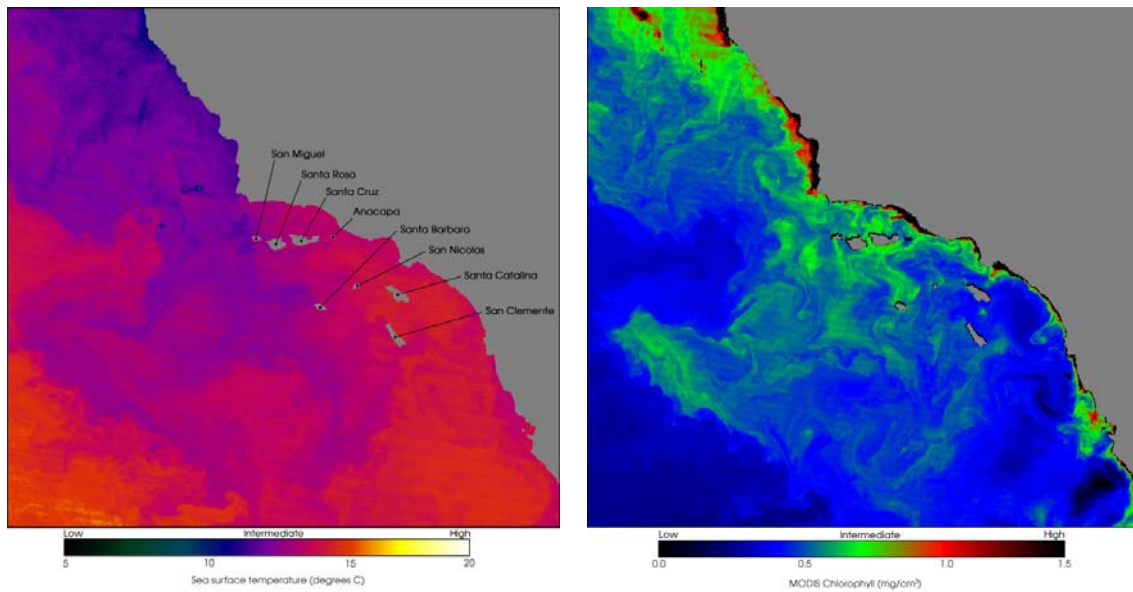 San Miguel
Santa Rosa
Santa Cruz
Anacapa
Santa Barbara
San Nicolas
Santa Catalina
San Clemente
Low Intermediate High
5 10 15 20
Sea surface temperature (degrees C)
Low Intermediate High
0.0 0.5 1.0 1.5
MODIS Chlorophyll (mg/cm³)